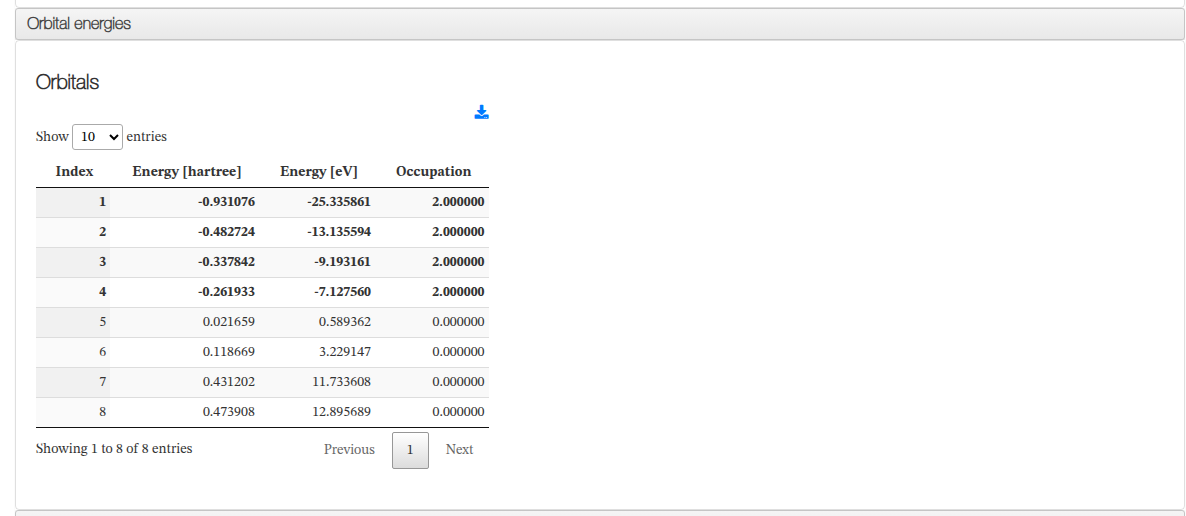 Orbital energies
Orbitals
Show 10 entries
Index Energy [hartree] Energy [eV] Occupation
1 -0.931076 -25.335861 2.000000
2 -0.482724 -13.135594 2.000000
3 -0.337842 -9.193161 2.000000
4 -0.261933 -7.127560 2.000000
5 0.021659 0.589362 0.000000
6 0.118669 3.229147 0.000000
7 0.431202 11.733608 0.000000
8 0.473908 12.895689 0.000000
Showing 1 to 8 of 8 entries Previous 1 Next